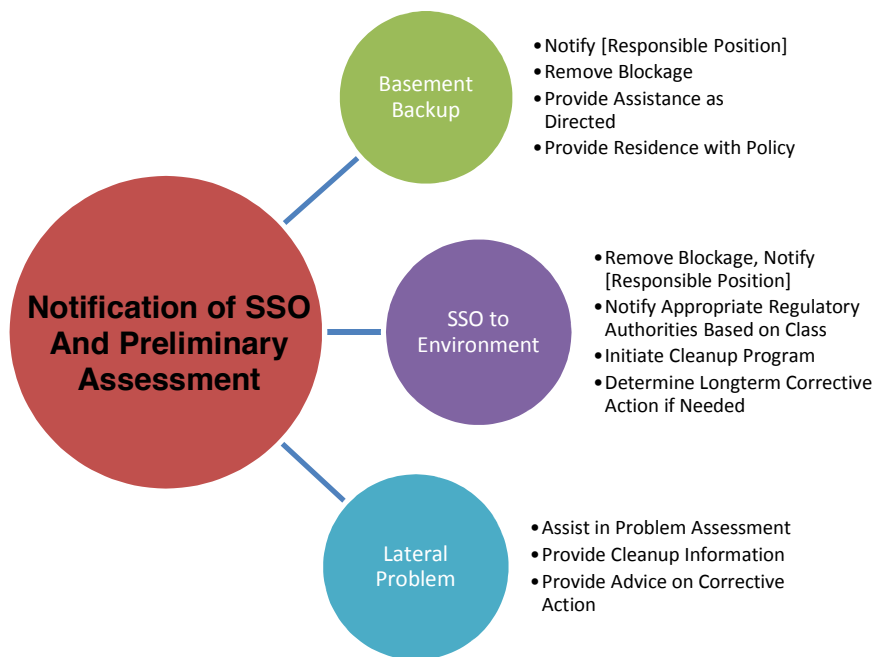 Notification of SSO
And Preliminary
Assessment
Basement
Backup
•Notify [Responsible Position]
•Remove Blockage
•Provide Assistance as
Directed
•Provide Residence with Policy
SSO to
Environment
•Remove Blockage, Notify
[Responsible Position]
•Notify Appropriate Regulatory
Authorities Based on Class
•Initiate Cleanup Program
•Determine Longterm Corrective
Action if Needed
Lateral
Problem
•Assist in Problem Assessment
•Provide Cleanup Information
•Provide Advice on Corrective
Action